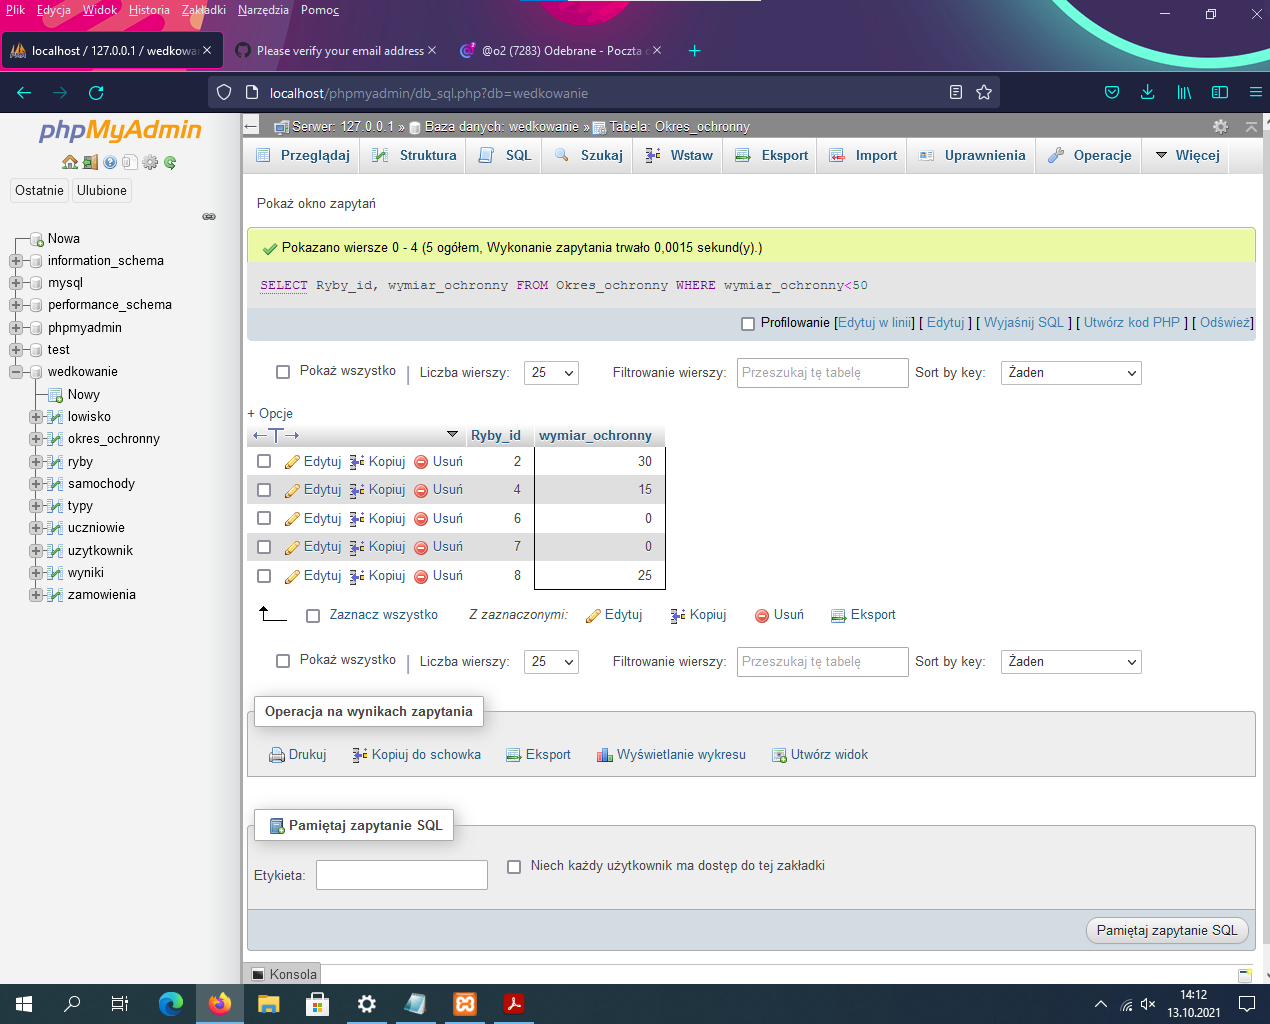 Plik Edycja Widok Historia Zakładki Narzędzia Pomoc
localhost / 127.0.0.1 / wedkowa
Please verify your email address
@o2 (7283) Odebrane - Poczta
localhost/phpmyadmin/db_sql.php?db=wedkowanie
phpMyAdmin
Ostatnie
Ulubione
Nowa
information_schema
mysql
performance_schema
phpmyadmin
test
wedkowanie
Nowy
lowisko
okres_ochronny
ryby
samochody
typy
uczniowie
uzytkownik
wyniki
zamowienia
Serwer: 127.0.0.1 » Baza danych: wedkowanie » Tabela: Okres_ochronny
Przeglądaj Struktura SQL Szukaj Wstaw Eksport Import Uprawnienia Operacje Więcej
Pokaż okno zapytań
Pokazano wiersze 0 - 4 (5 ogółem, Wykonanie zapytania trwało 0,0015 sekund(y).)
SELECT Ryby_id, wymiar_ochronny FROM Okres_ochronny WHERE wymiar_ochronny<50
Profilowanie [Edytuj w linii] [ Edytuj ] [ Wyjaśnij SQL ] [ Utwórz kod PHP ] [ Odśwież]
Pokaż wszystko | Liczba wierszy: 25 Filtrowanie wierszy: Przeszukaj tę tabelę Sort by key: Żaden
+ Opcje
←T→ Ryby_id wymiar_ochronny
Edytuj Kopiuj Usuń 2 30
Edytuj Kopiuj Usuń 4 15
Edytuj Kopiuj Usuń 6 0
Edytuj Kopiuj Usuń 7 0
Edytuj Kopiuj Usuń 8 25
Zaznacz wszystko Z zaznaczonymi: Edytuj Kopiuj Usuń Eksport
Pokaż wszystko | Liczba wierszy: 25 Filtrowanie wierszy: Przeszukaj tę tabelę Sort by key: Żaden
Operacja na wynikach zapytania
Drukuj Kopiuj do schowka Eksport Wyświetlanie wykresu Utwórz widok
Pamiętaj zapytanie SQL
Etykieta: Niech każdy użytkownik ma dostęp do tej zakładki
Pamiętaj zapytanie SQL
Konsola
14:12
13.10.2021